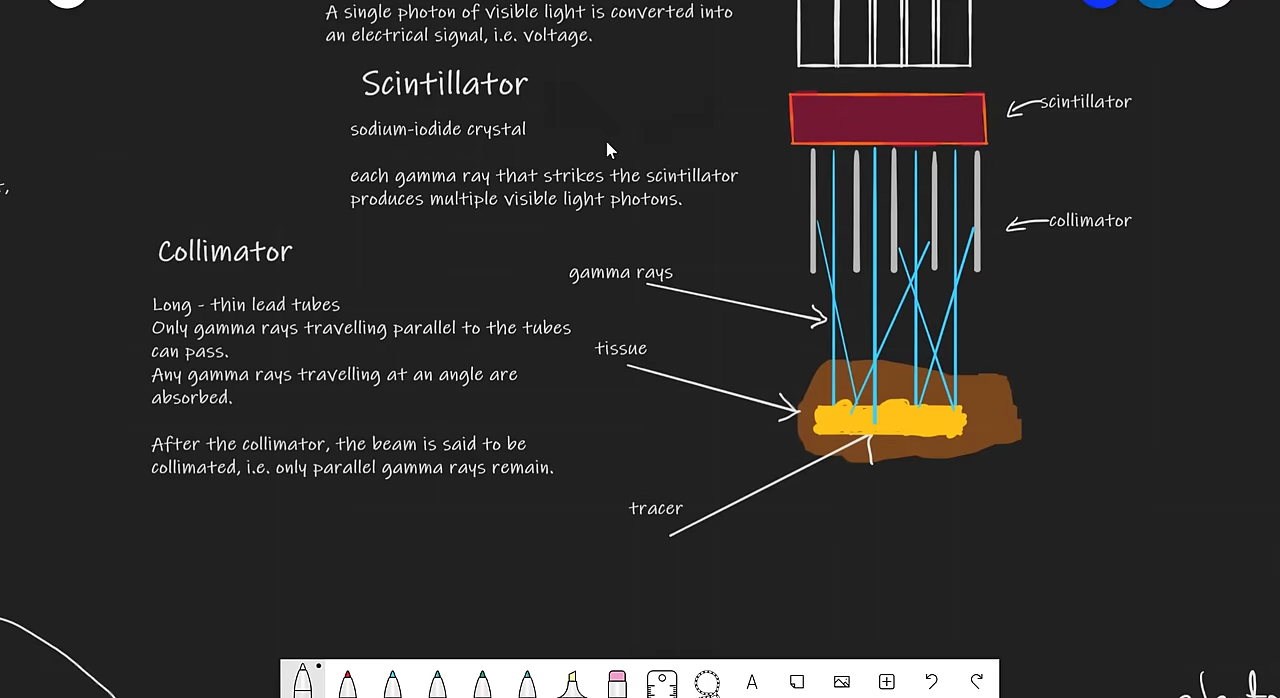 A single photon of visible light is converted into
an electrical signal, i.e. voltage.
Scintillator
sodium-iodide crystal
each gamma ray that strikes the scintillator
produces multiple visible light photons.
Collimator
Long - thin lead tubes
Only gamma rays travelling parallel to the tubes
can pass.
Any gamma rays travelling at an angle are
absorbed.
After the collimator, the beam is said to be
collimated, i.e. only parallel gamma rays remain.
scintillator
collimator
gamma rays
tissue
tracer
A